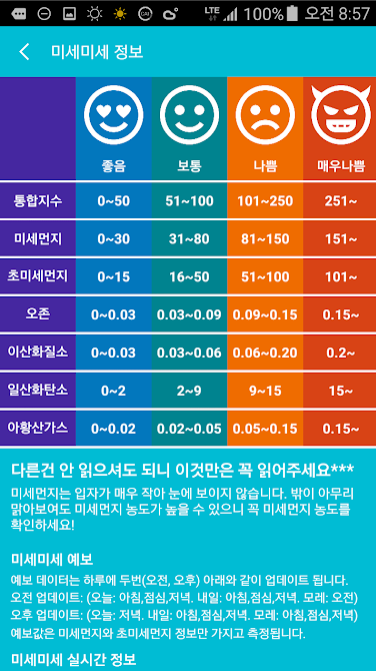 LTE 100% 오전 8:57
미세미세 정보
좋음 보통 나쁨 매우나쁨
통합지수 0~50 51~100 101~250 251~
미세먼지 0~30 31~80 81~150 151~
초미세먼지 0~15 16~50 51~100 101~
오존 0~0.03 0.03~0.09 0.09~0.15 0.15~
이산화질소 0~0.03 0.03~0.06 0.06~0.20 0.2~
일산화탄소 0~2 2~9 9~15 15~
아황산가스 0~0.02 0.02~0.05 0.05~0.15 0.15~
다른건 안 읽으셔도 되니 이것만은 꼭 읽어주세요***
미세먼지는 입자가 매우 작아 눈에 보이지 않습니다. 밖이 아무리
맑아보여도 미세먼지 농도가 높을 수 있으니 꼭 미세먼지 농도를
확인하세요!
미세미세 예보
예보 데이터는 하루에 두번(오전, 오후) 아래와 같이 업데이트 됩니다.
오전 업데이트: (오늘: 아침,점심,저녁. 내일: 아침,점심,저녁. 모레: 오전)
오후 업데이트: (오늘: 저녁. 내일: 아침,점심,저녁. 모레: 아침,점심,저녁)
예보값은 미세먼지와 초미세먼지 정보만 가지고 측정됩니다.
미세미세 실시간 정보